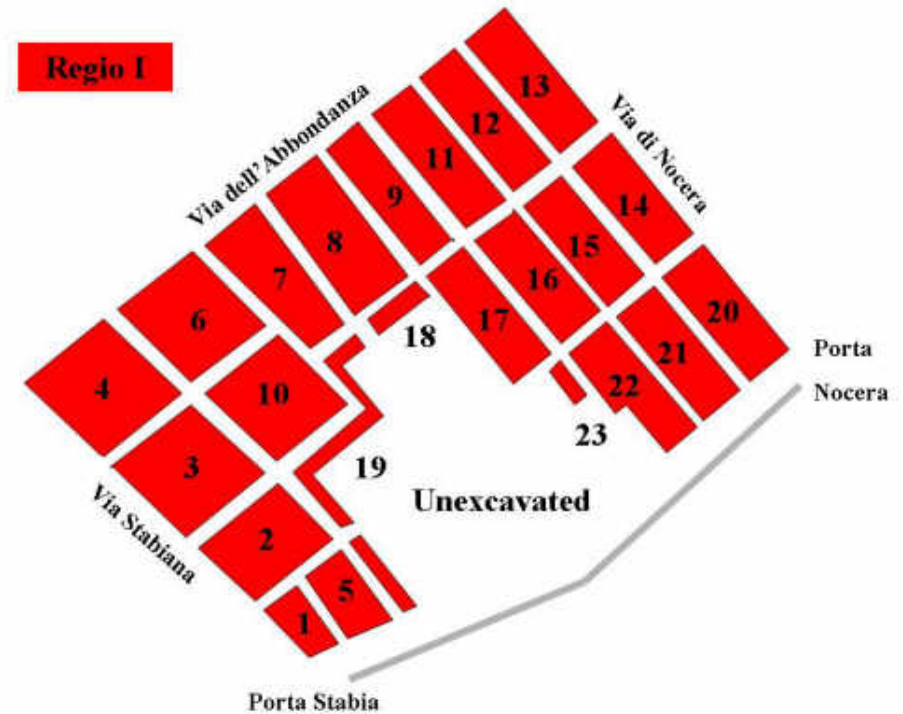 Regio I
Via dell'Abbondanza
Via di Nocera
13
12
11
9
8
7
6
4
14
15
16
17
18
10
3
19
20
21
22
23
2
5
1
Porta
Nocera
Unexcavated
Via Stabiana
Porta Stabia